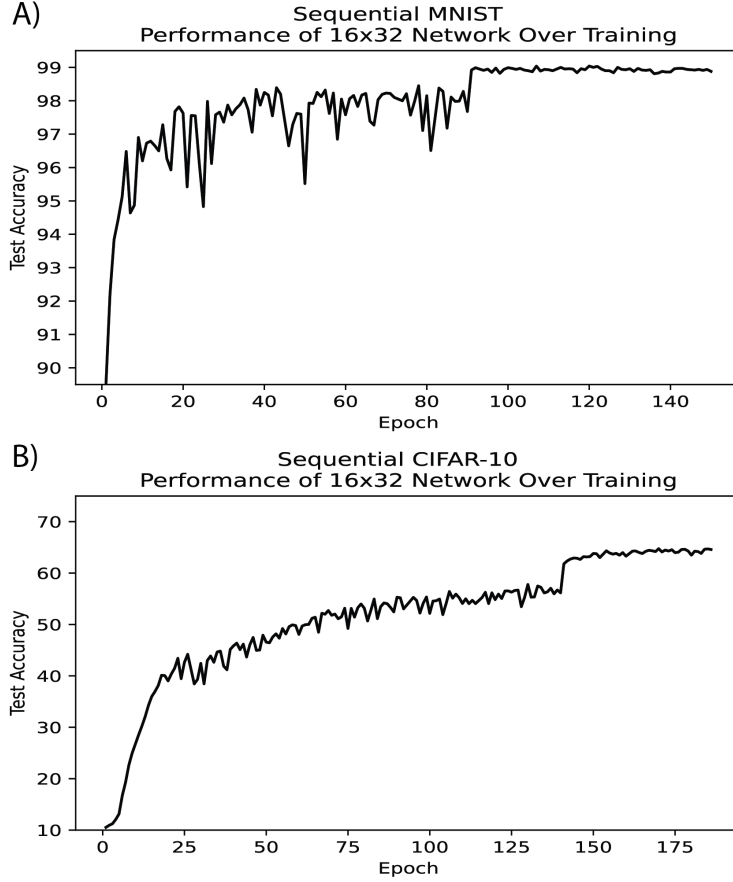 A)
Sequential MNIST
Performance of 16x32 Network Over Training
Test Accuracy
99
98
97
96
95
94
93
92
91
90
0 20 40 60 80 100 120 140
Epoch
B)
Sequential CIFAR-10
Performance of 16x32 Network Over Training
Test Accuracy
70
60
50
40
30
20
10
0 25 50 75 100 125 150 175
Epoch